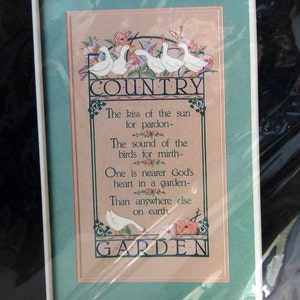 COUNTRY
The kiss of the sun
for pardon-
The sound of the
birds for mirth-
One is nearer God's
heart in a garden-
Than anywhere else
on earth
GARDEN